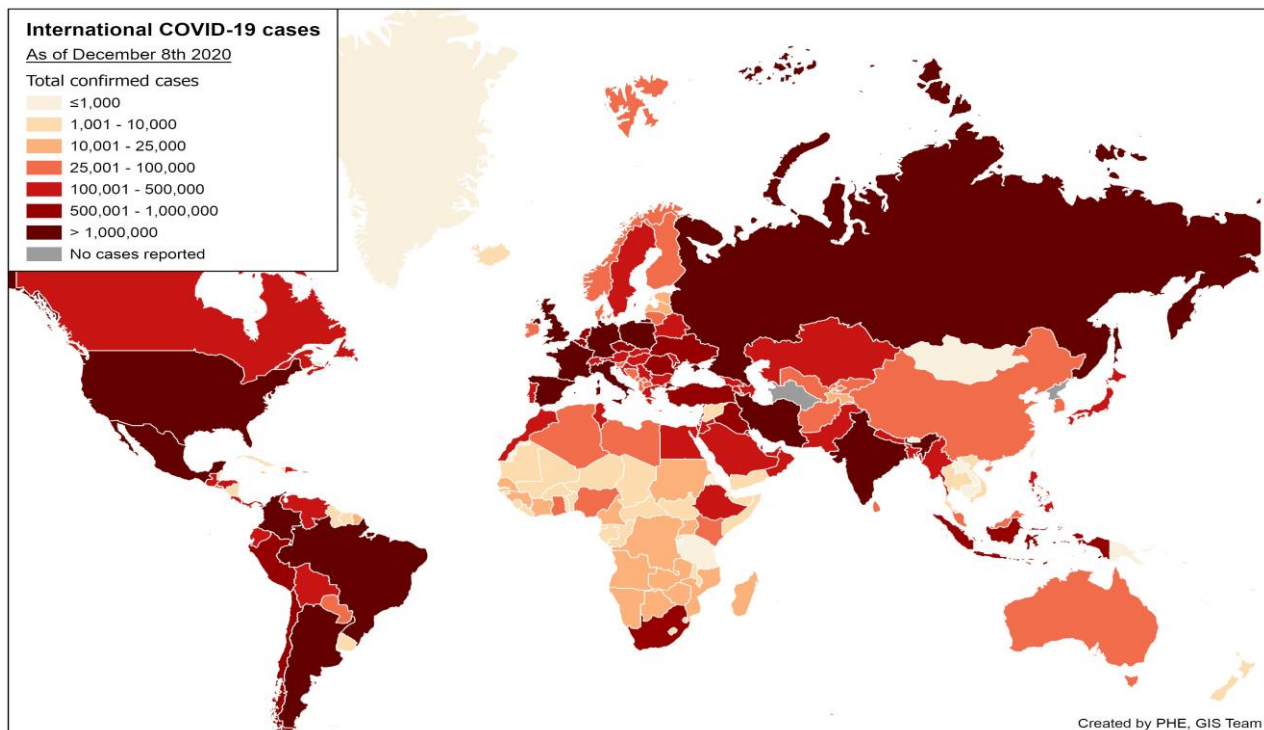 International COVID-19 cases
As of December 8th 2020
Total confirmed cases
≤1,000
1,001 - 10,000
10,001 - 25,000
25,001 - 100,000
100,001 - 500,000
500,001 - 1,000,000
> 1,000,000
No cases reported
Created by PHE, GIS Team